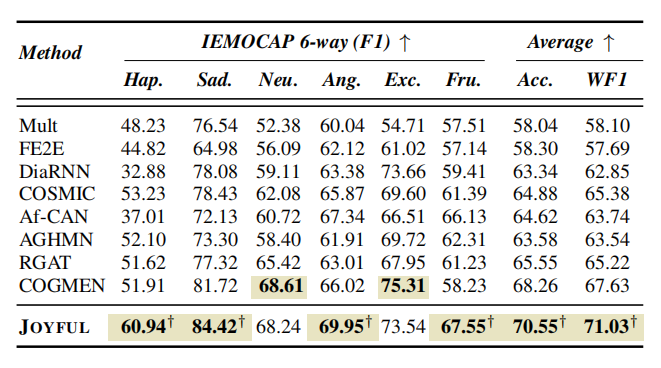 Method IEMOCAP 6-way (F1) ↑ Average ↑
Hap. Sad. Neu. Ang. Exc. Fru. Acc. WF1
Mult 48.23 76.54 52.38 60.04 54.71 57.51 58.04 58.10
FE2E 44.82 64.98 56.09 62.12 61.02 57.14 58.30 57.69
DiaRNN 32.88 78.08 59.11 63.38 73.66 59.41 63.34 62.85
COSMIC 53.23 78.43 62.08 65.87 69.60 61.39 64.88 65.38
Af-CAN 37.01 72.13 60.72 67.34 66.51 66.13 64.62 63.74
AGHMN 52.10 73.30 58.40 61.91 69.72 62.31 63.58 63.54
RGAT 51.62 77.32 65.42 63.01 67.95 61.23 65.55 65.22
COGMEN 51.91 81.72 68.61 66.02 75.31 58.23 68.26 67.63
JOYFUL 60.94† 84.42† 68.24 69.95† 73.54 67.55† 70.55† 71.03†